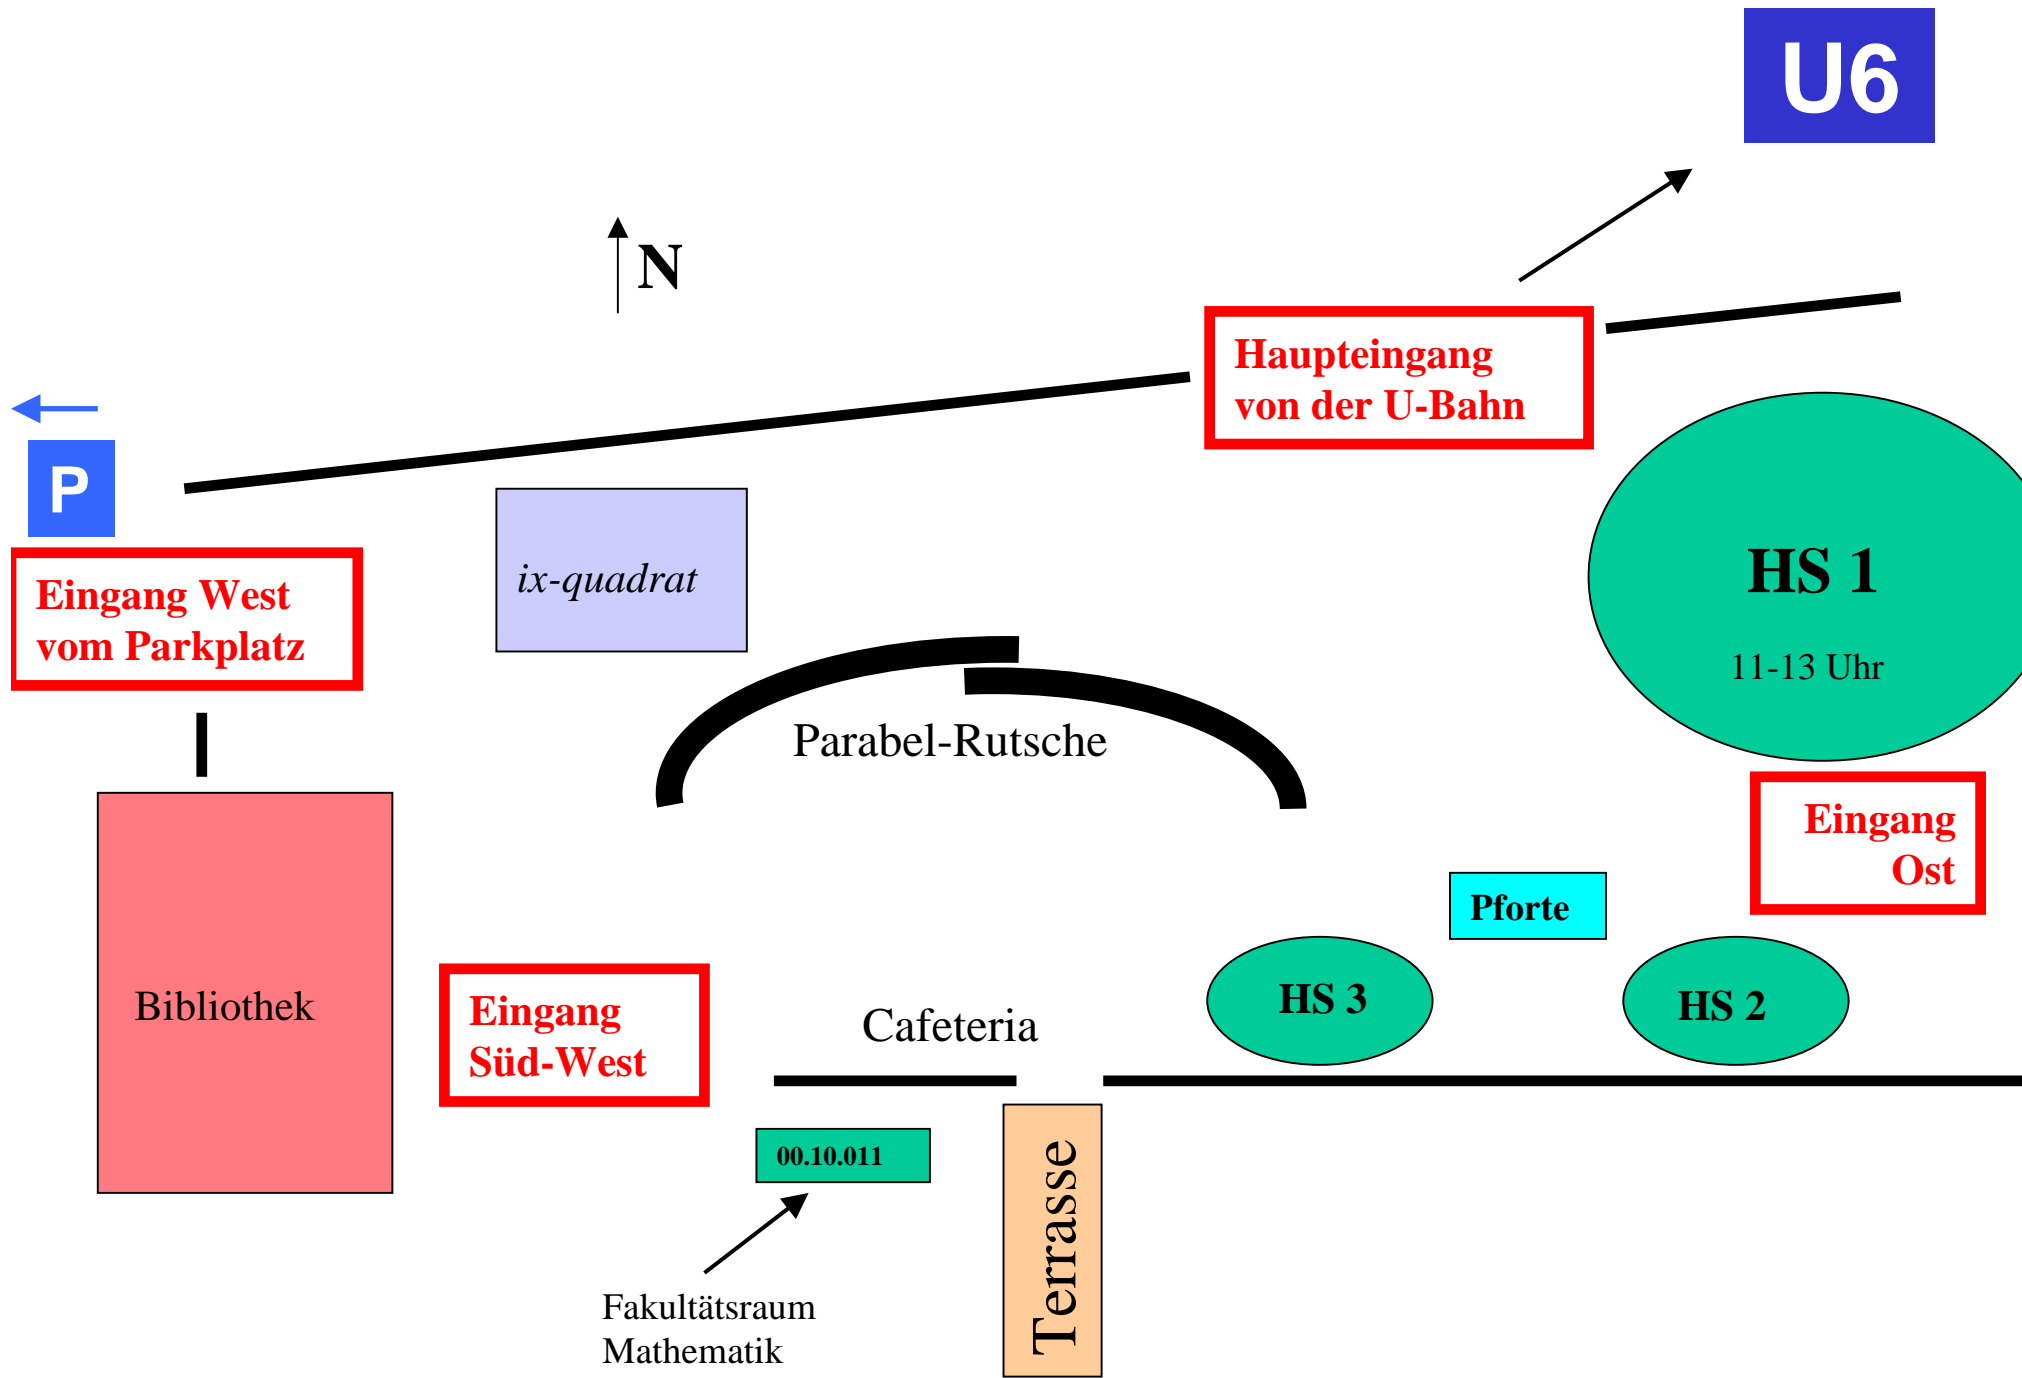 U6
N
Haupteingang
von der U-Bahn
P
Eingang West
vom Parkplatz
ix-quadrat
HS 1
11-13 Uhr
Parabel-Rutsche
Eingang
Ost
Pforte
Bibliothek
Eingang
Süd-West
Cafeteria
HS 3
HS 2
00.10.011
Terrasse
Fakultätsraum
Mathematik